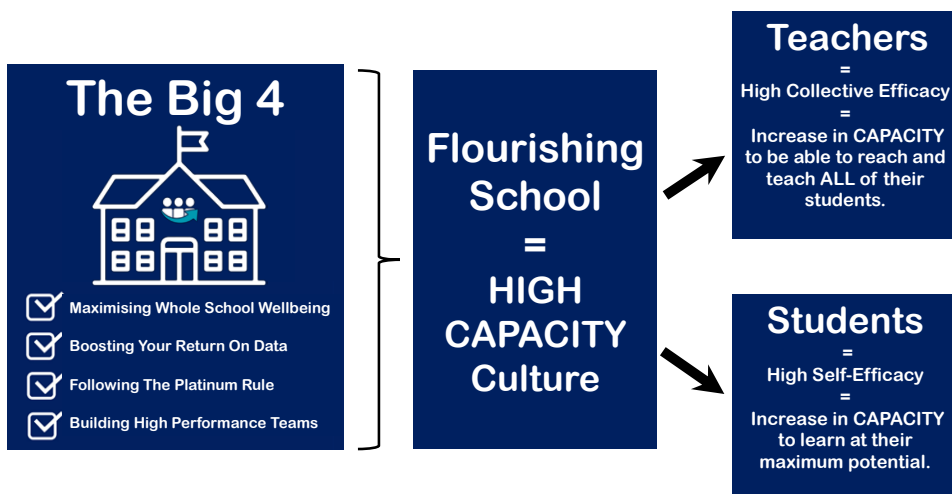 The Big 4
Maximising Whole School Wellbeing
Boosting Your Return On Data
Following The Platinum Rule
Building High Performance Teams
Flourishing
School
=
HIGH
CAPACITY
Culture
Teachers
=
High Collective Efficacy
=
Increase in CAPACITY
to be able to reach and
teach ALL of their
students.
Students
=
High Self-Efficacy
=
Increase in CAPACITY
to learn at their
maximum potential.